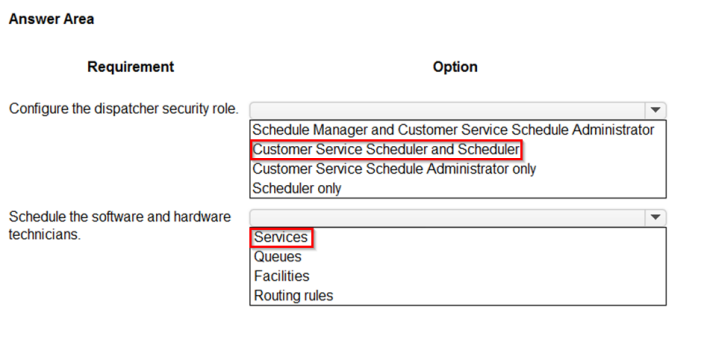 Answer Area
Requirement Option
Configure the dispatcher security role.
Schedule Manager and Customer Service Schedule Administrator
Customer Service Scheduler and Scheduler
Customer Service Schedule Administrator only
Scheduler only
Schedule the software and hardware
technicians.
Services
Queues
Facilities
Routing rules